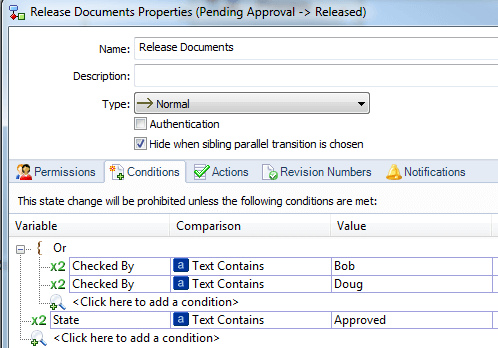 Release Documents Properties (Pending Approval -> Released)
Name: Release Documents
Description:
Type: Normal
Authentication
Hide when sibling parallel transition is chosen
Permissions Conditions Actions Revision Numbers Notifications
This state change will be prohibited unless the following conditions are met:
Variable Comparison Value
{ Or
x2 Checked By a Text Contains Bob
x2 Checked By a Text Contains Doug
<Click here to add a condition>
x2 State a Text Contains Approved
<Click here to add a condition>